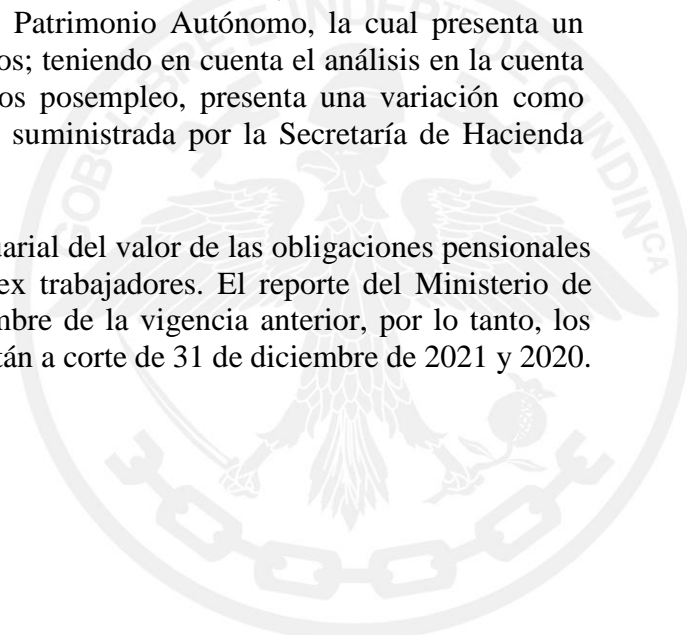 Patrimonio Autónomo, la cual presenta un
os; teniendo en cuenta el análisis en la cuenta
os posempleo, presenta una variación como
suministrada por la Secretaría de Hacienda
uarial del valor de las obligaciones pensionales
ex trabajadores. El reporte del Ministerio de
mbre de la vigencia anterior, por lo tanto, los
tán a corte de 31 de diciembre de 2021 y 2020.